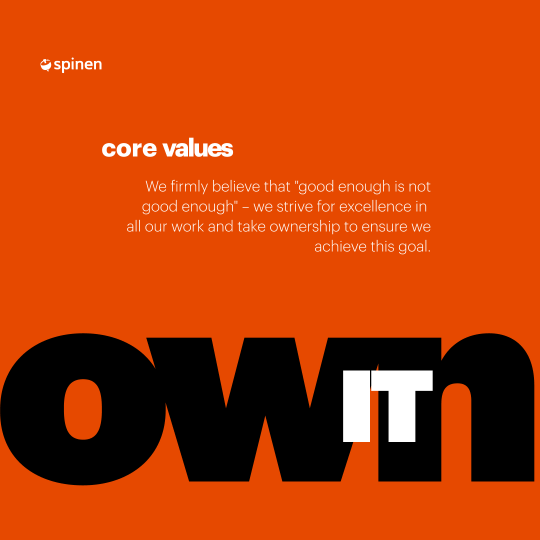 spinen
core values
We firmly believe that "good enough is not
good enough" – we strive for excellence in
all our work and take ownership to ensure we
achieve this goal.
own
IT